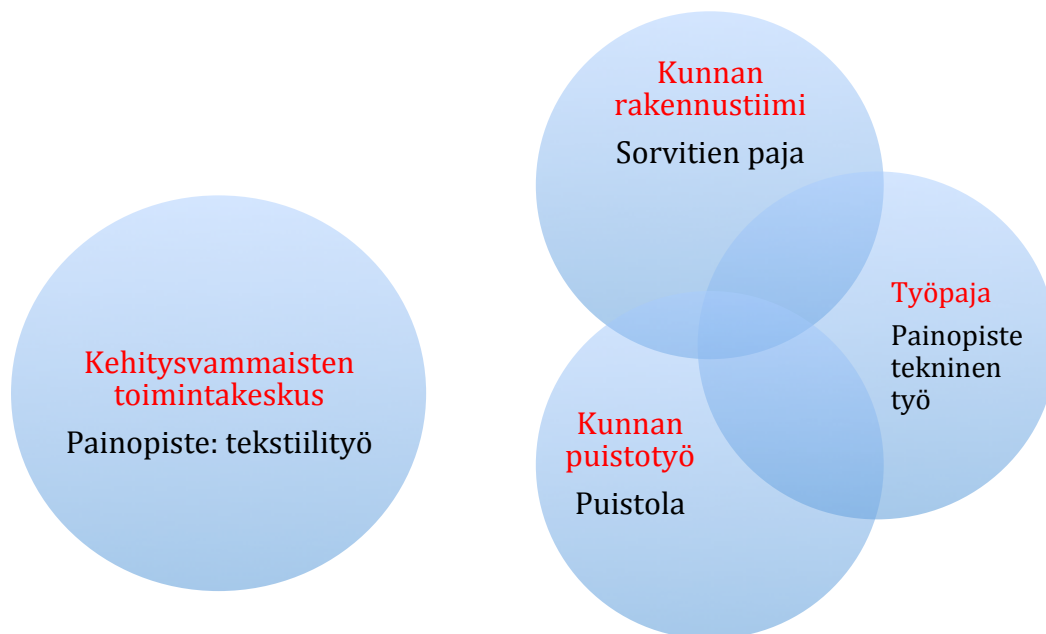 Kunnan
rakennustiimi
Sorvitien paja
Työpaja
Painopiste
tekninen
työ
Kehitysvammaisten
toimintakeskus
Painopiste: tekstiilityö
Kunnan
puistotyö
Puistola